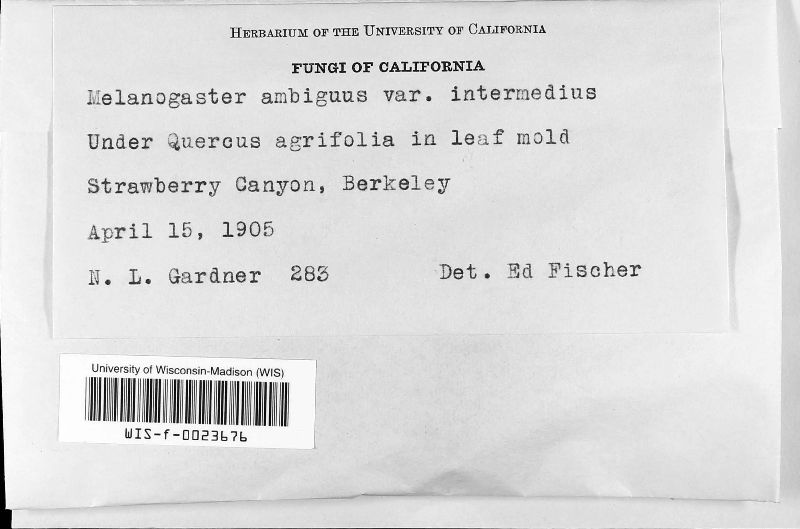 HERBARIUM OF THE UNIVERSITY OF CALIFORNIA
FUNGI OF CALIFORNIA
Melanogaster ambiguus var. intermedius
Under Quercus agrifolia in leaf mold
Strawberry Canyon, Berkeley
April 15, 1905
N. L. Gardner 283 Det. Ed Fischer
University of Wisconsin-Madison (WIS)
WIS-f-0023676